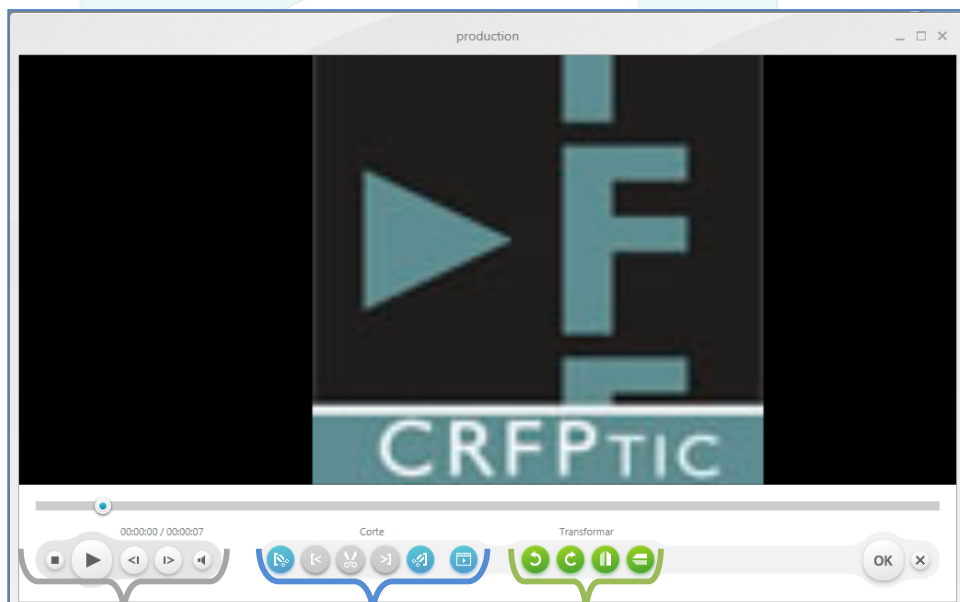 production
F
CRFPTIC
00:00:00 / 00:00:07
Corte
Transformar
OK